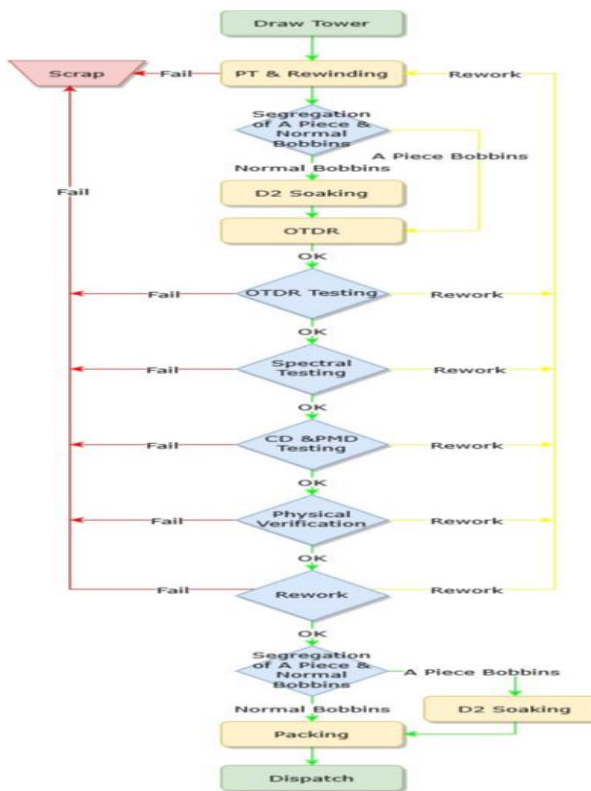 Draw Tower
Scrap
Fail
PT & Rewinding
Rework
Segregation
of A Piece &
Normal
Bobbins
A Piece Bobbins
Normal Bobbins
Fail
D2 Soaking
OTDR
OK
Fail
OTDR Testing
Rework
OK
Fail
Spectral
Testing
Rework
OK
Fail
CD &PMD
Testing
Rework
OK
Fail
Physical
Verification
Rework
OK
Fail
Rework
Rework
OK
Segregation
of A Piece &
Normal
Bobbins
A Piece Bobbins
Normal Bobbins
D2 Soaking
Packing
Dispatch